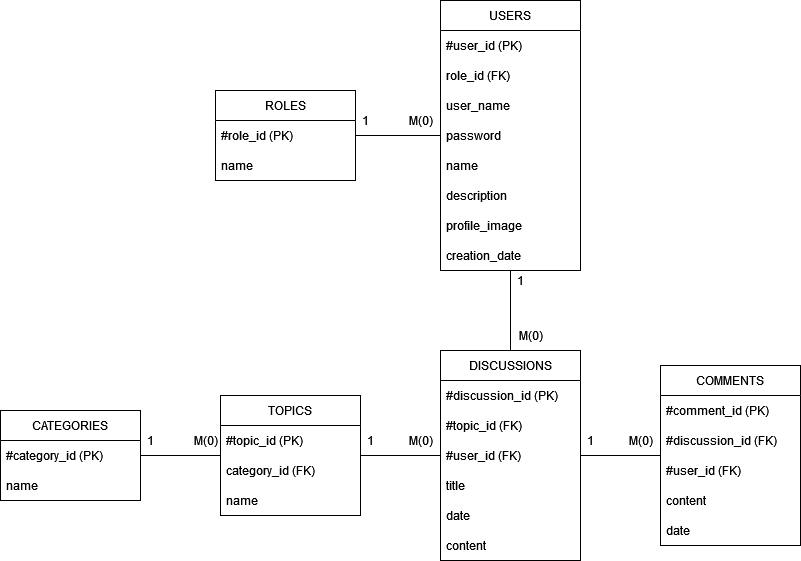 USERS
#user_id (PK)
role_id (FK)
user_name
password
name
description
profile_image
creation_date
ROLES
#role_id (PK)
name
1
M(0)
1
M(0)
DISCUSSIONS
#discussion_id (PK)
#topic_id (FK)
#user_id (FK)
title
date
content
COMMENTS
#comment_id (PK)
#discussion_id (FK)
#user_id (FK)
content
date
TOPICS
#topic_id (PK)
category_id (FK)
name
CATEGORIES
#category_id (PK)
name
1
M(0)
1
M(0)
1
M(0)